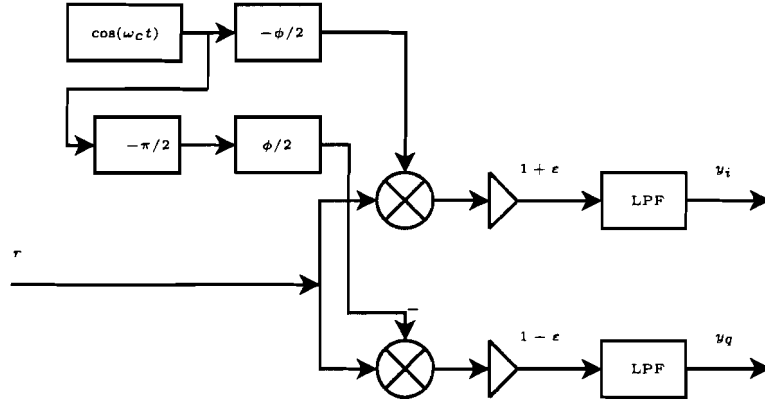 cos(ω_c t)
−φ/2
−π/2
φ/2
1 + ε
LPF
y_i
r
−
1 − ε
LPF
y_q